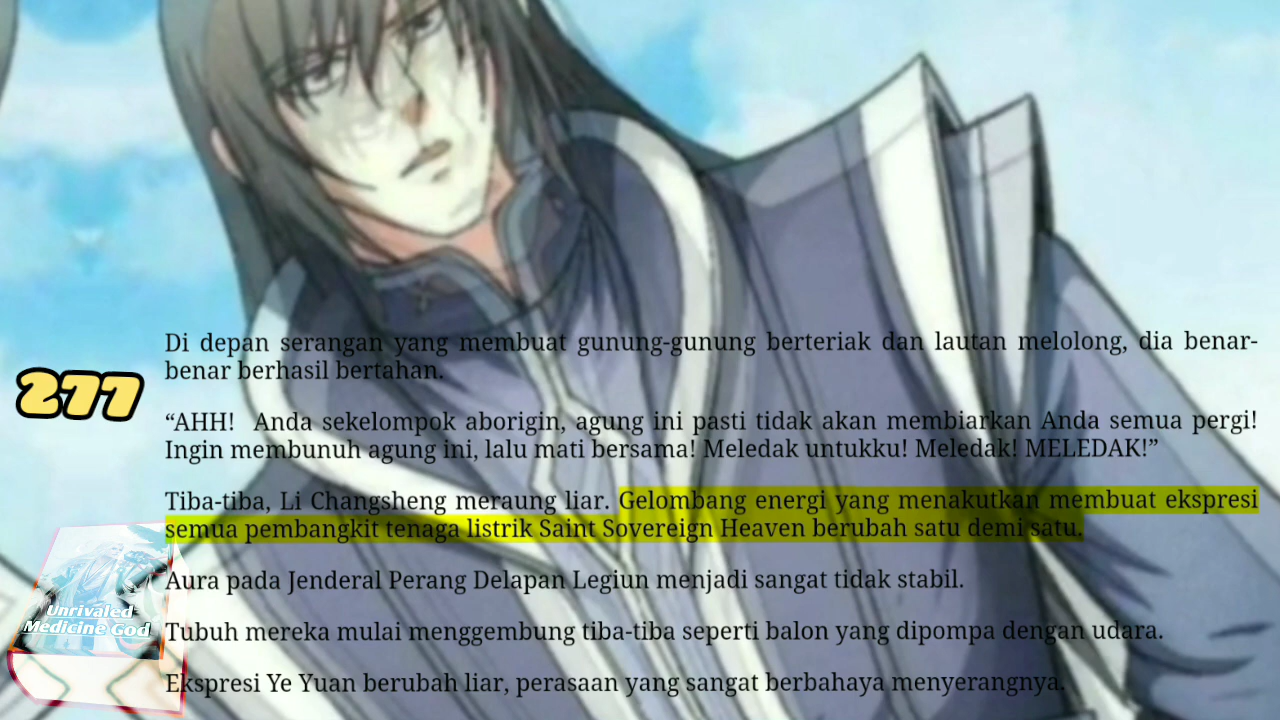 Di depan serangan yang membuat gunung-gunung berteriak dan lautan melolong, dia benar-
benar berhasil bertahan.
277
“AHH!  Anda sekelompok aborigin, agung ini pasti tidak akan membiarkan Anda semua pergi!
Ingin membunuh agung ini, lalu mati bersama! Meledak untukku! Meledak! MELEDAK!”
Tiba-tiba, Li Changsheng meraung liar. Gelombang energi yang menakutkan membuat ekspresi
semua pembangkit tenaga listrik Saint Sovereign Heaven berubah satu demi satu.
Aura pada Jenderal Perang Delapan Legiun menjadi sangat tidak stabil.
Unrivaled
Medicine God
Tubuh mereka mulai menggembung tiba-tiba seperti balon yang dipompa dengan udara.
Ekspresi Ye Yuan berubah liar, perasaan yang sangat berbahaya menyerangnya.